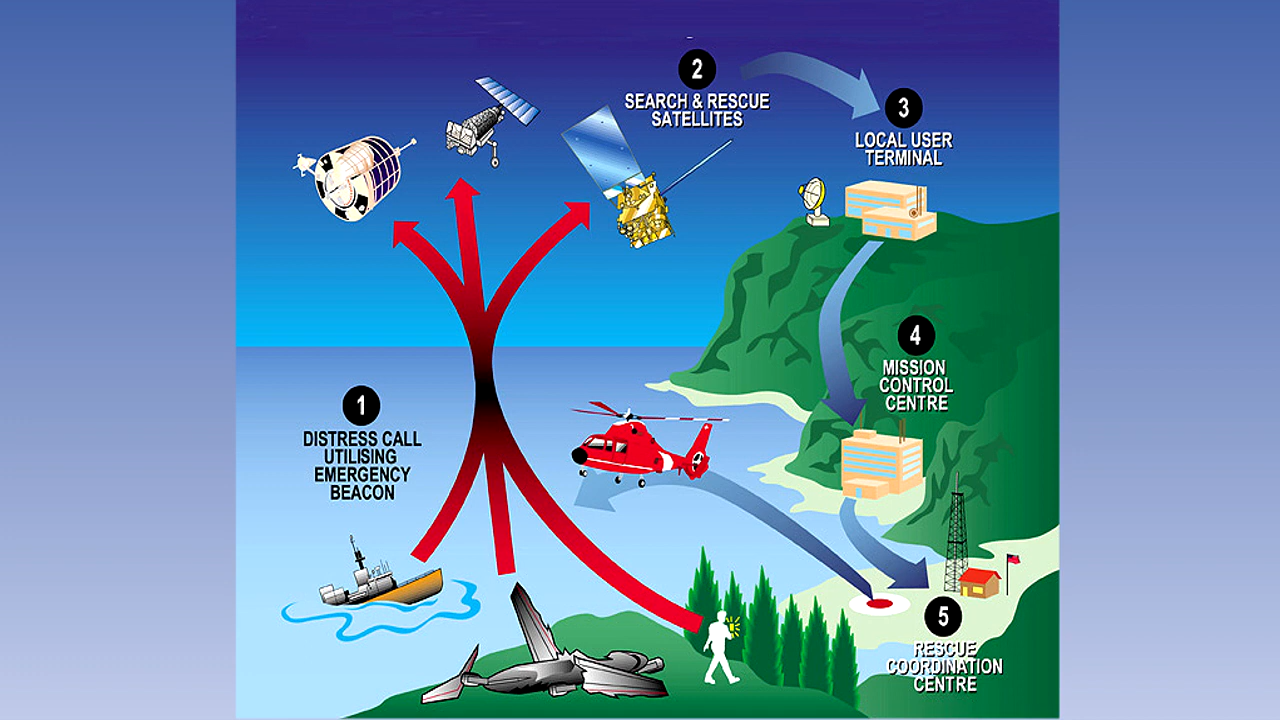 1
DISTRESS CALL
UTILISING
EMERGENCY
BEACON
2
SEARCH & RESCUE
SATELLITES
3
LOCAL USER
TERMINAL
4
MISSION
CONTROL
CENTRE
5
RESCUE
COORDINATION
CENTRE